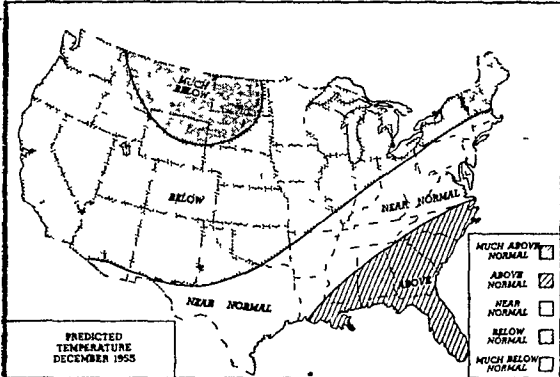 MUCH
BELOW
BELOW
NEAR NORMAL
NEAR NORMAL
ABOVE
PREDICTED
TEMPERATURE
DECEMBER 1955
MUCH ABOVE
NORMAL
ABOVE
NORMAL
NEAR
NORMAL
BELOW
NORMAL
MUCH BELOW
NORMAL